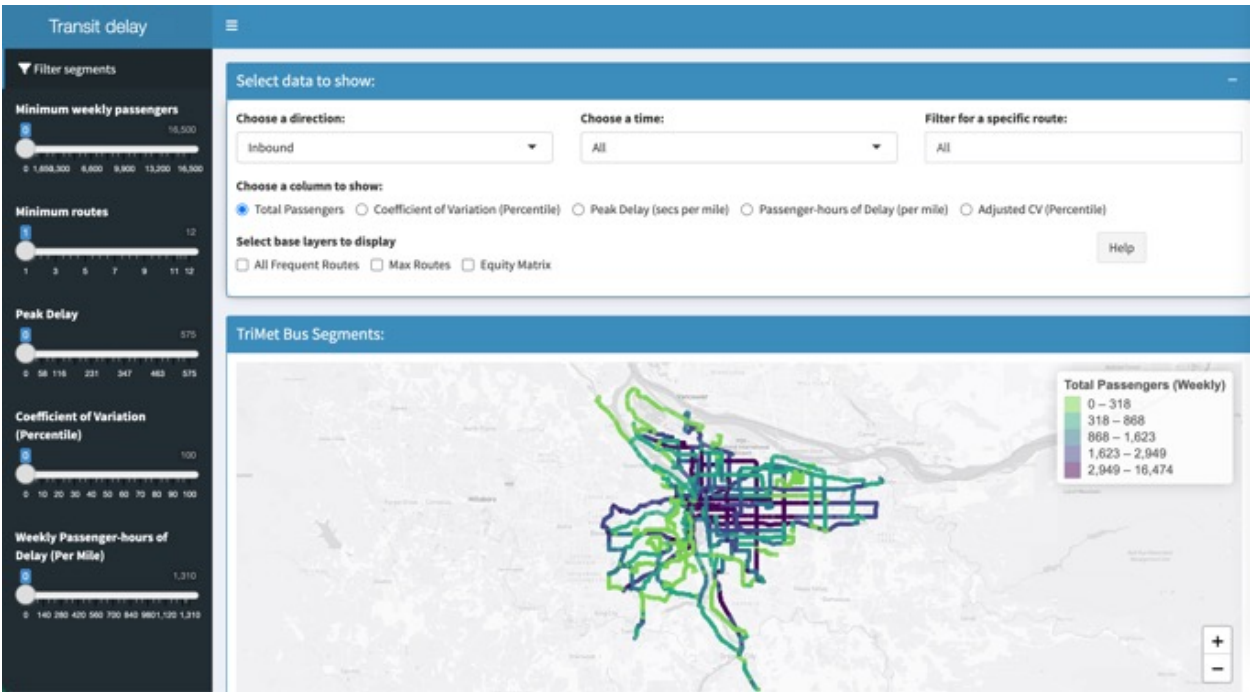 Transit delay
Filter segments
Minimum weekly passengers
0 16,500
0 1,658,300 6,600 9,900 13,200 16,500
Minimum routes
1 12
1 3 5 7 9 11 12
Peak Delay
0 575
0 58 116 231 347 463 575
Coefficient of Variation
(Percentile)
0 100
0 10 20 30 40 50 60 70 80 90 100
Weekly Passenger-hours of
Delay (Per Mile)
0 1,310
0 140 280 420 560 700 840 9801,120 1,310
Select data to show:
Choose a direction: Choose a time: Filter for a specific route:
Inbound All All
Choose a column to show:
Total Passengers Coefficient of Variation (Percentile) Peak Delay (secs per mile) Passenger-hours of Delay (per mile) Adjusted CV (Percentile)
Select base layers to display
All Frequent Routes Max Routes Equity Matrix
Help
TriMet Bus Segments:
Total Passengers (Weekly)
0 – 318
318 – 868
868 – 1,623
1,623 – 2,949
2,949 – 16,474
Vancouver
Hillsboro
+
−